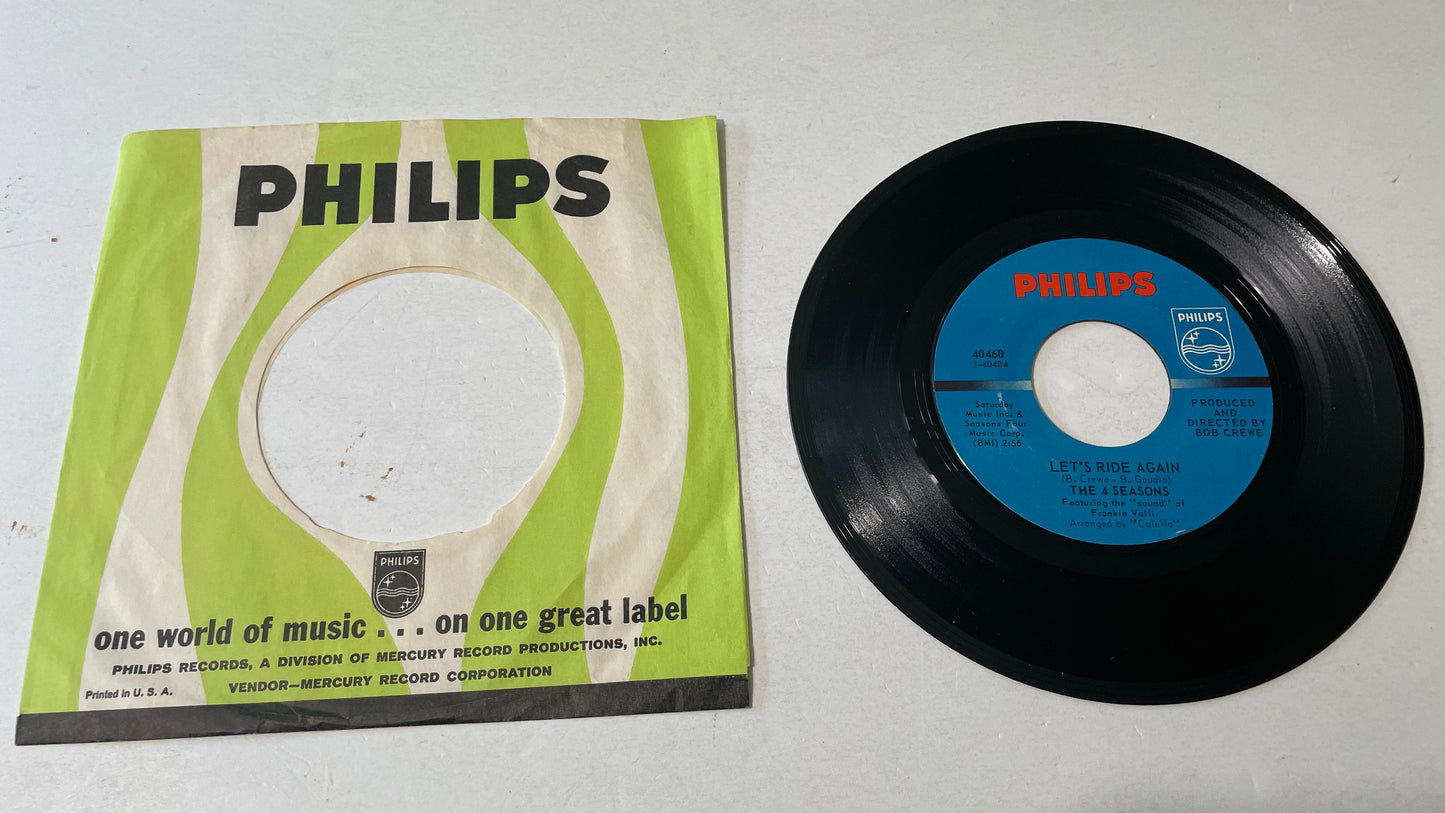 PHILIPS
PHILIPS
one world of music . . . on one great label
PHILIPS RECORDS, A DIVISION OF MERCURY RECORD PRODUCTIONS, INC.
VENDOR—MERCURY RECORD CORPORATION
Printed in U. S. A.
PHILIPS
PHILIPS
40460
1-40404
Saturday
Music Inc. &
Seasons Four
Music Corp.
(BMI) 2:56
PRODUCED
AND
DIRECTED BY
BOB CREWE
LET'S RIDE AGAIN
(B. Crewe - B. Gaudio)
THE 4 SEASONS
Featuring the "sound" of
Frankie Valli
Arranged by "Calello"